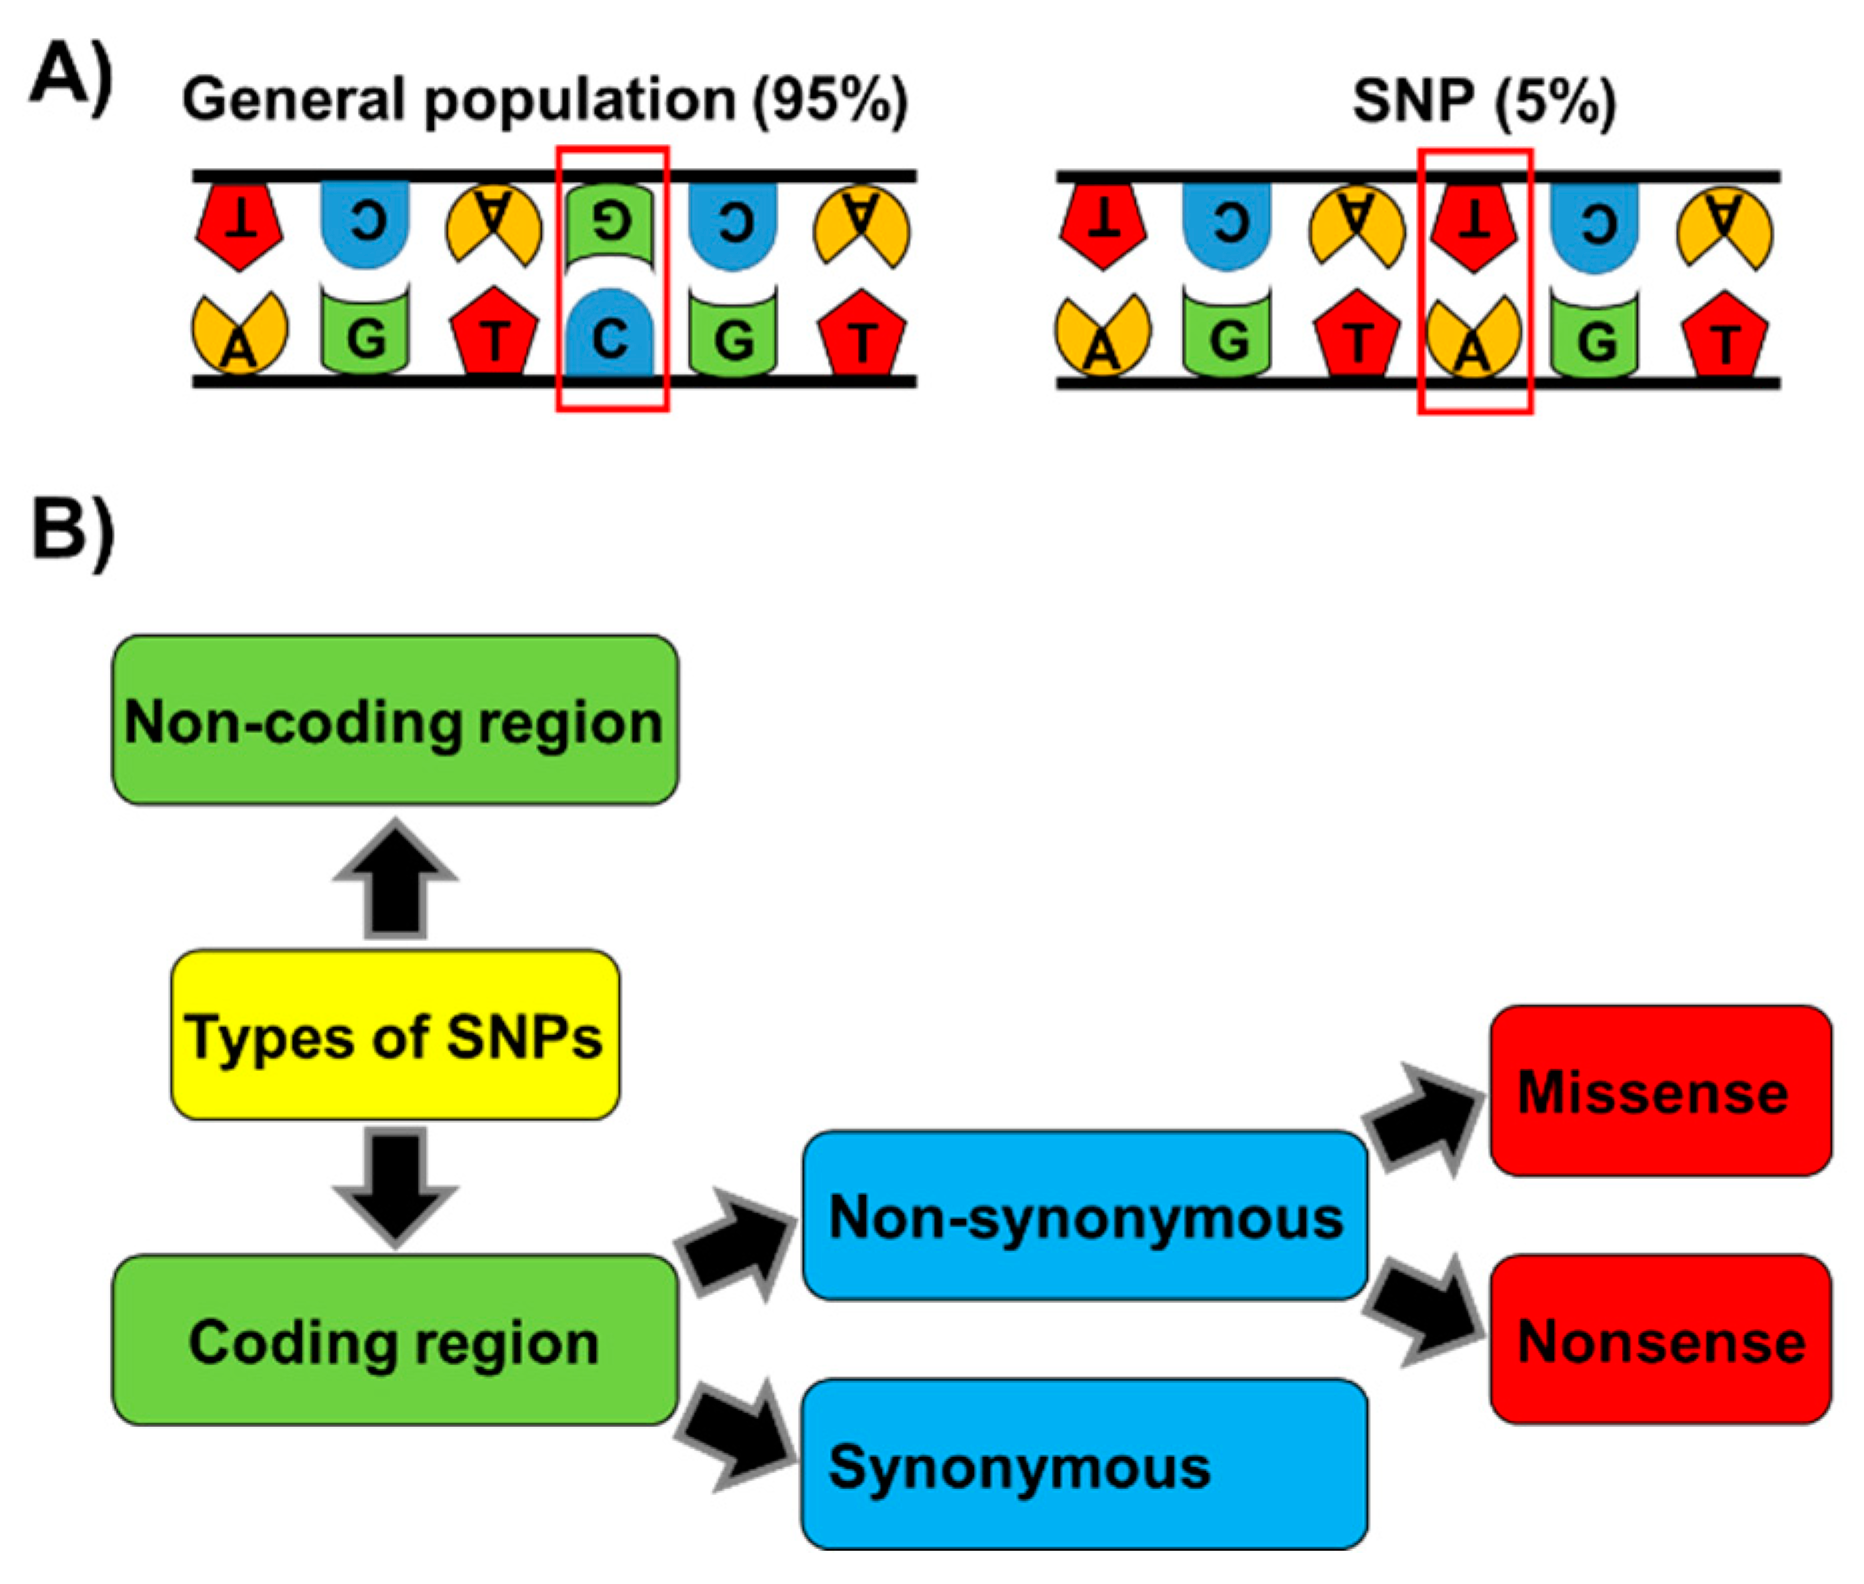 A)
General population (95%)
SNP (5%)
T C A G C A
T C A T C A
A G T C G T
A G T A G T
B)
Non-coding region
Types of SNPs
Missense
Non-synonymous
Coding region
Nonsense
Synonymous